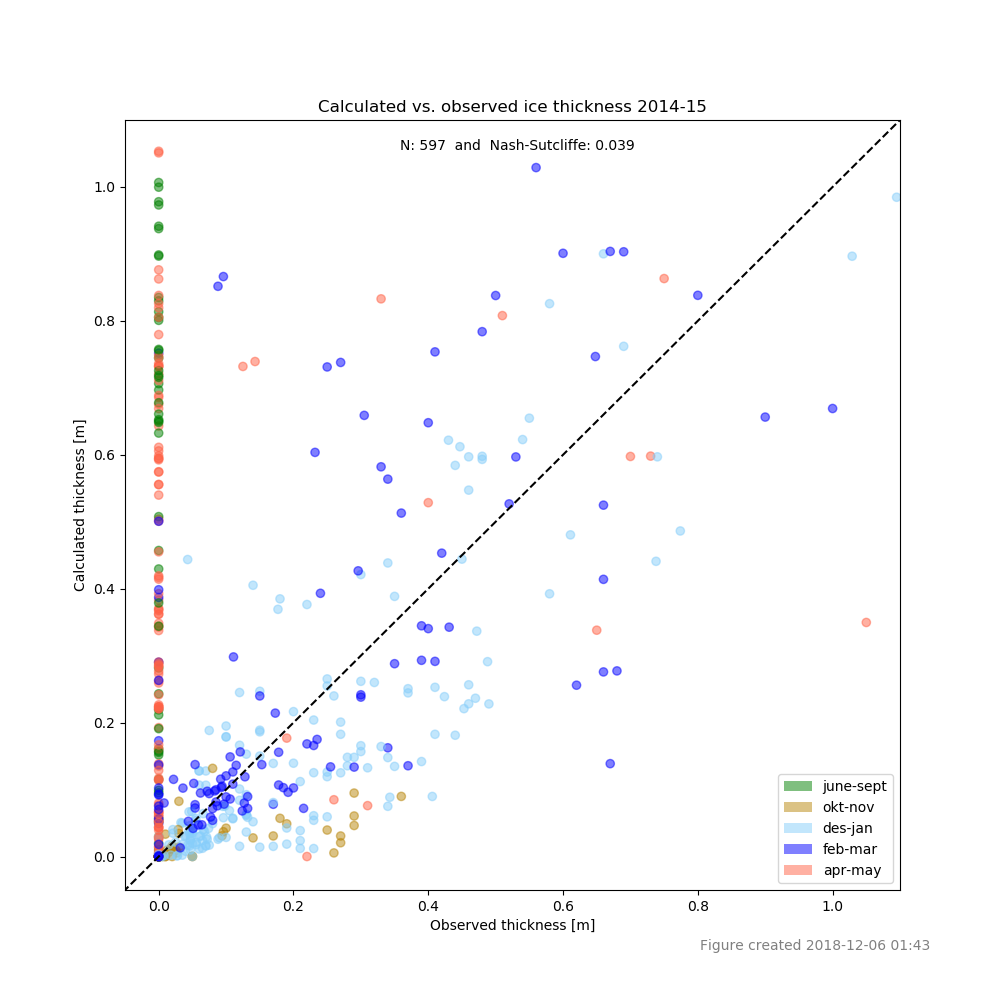 Calculated vs. observed ice thickness 2014-15
N: 597 and Nash-Sutcliffe: 0.039
Calculated thickness [m]
1.0
0.8
0.6
0.4
0.2
0.0
0.0 0.2 0.4 0.6 0.8 1.0
Observed thickness [m]
june-sept
okt-nov
des-jan
feb-mar
apr-may
Figure created 2018-12-06 01:43